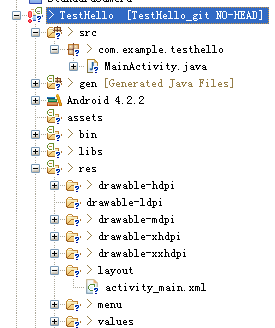 TestHello [TestHello_git NO-HEAD]
src
com.example.testhello
MainActivity.java
gen [Generated Java Files]
Android 4.2.2
assets
bin
libs
res
drawable-hdpi
drawable-ldpi
drawable-mdpi
drawable-xhdpi
drawable-xxhdpi
layout
activity_main.xml
menu
values